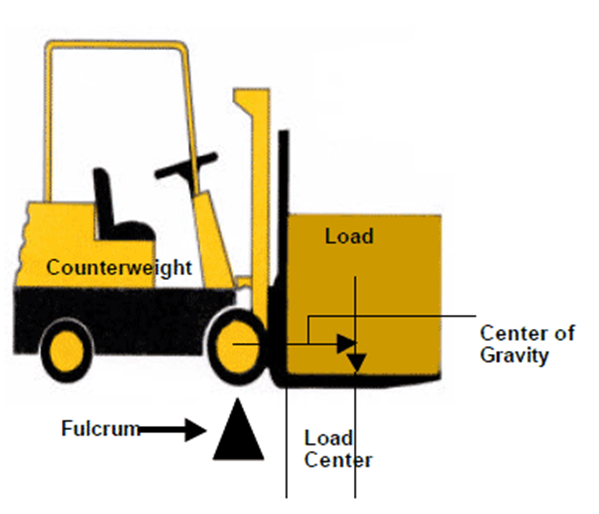 Load
Counterweight
Center of
Gravity
Fulcrum
Load
Center